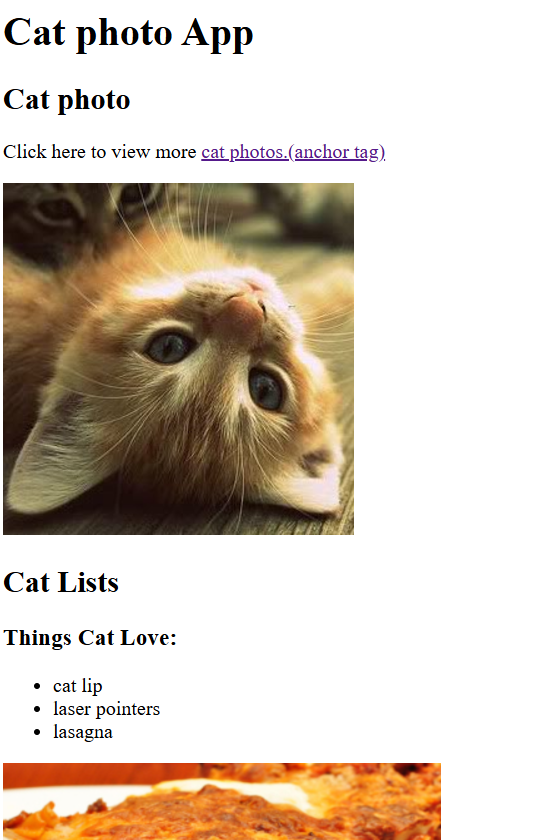 Cat photo App
Cat photo
Click here to view more cat photos.(anchor tag)
Cat Lists
Things Cat Love:
cat lip
laser pointers
lasagna